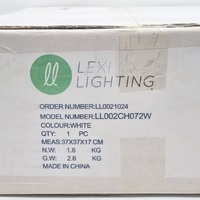 LEXI
LIGHTING
ORDER NUMBER:LL0021024
MODEL NUMBER:LL002CH072W
COLOUR:WHITE
QTY: 1 PC
MEAS:37X37X17 CM
N.W: 1.8 KG
G.W: 2.6 KG
MADE IN CHINA